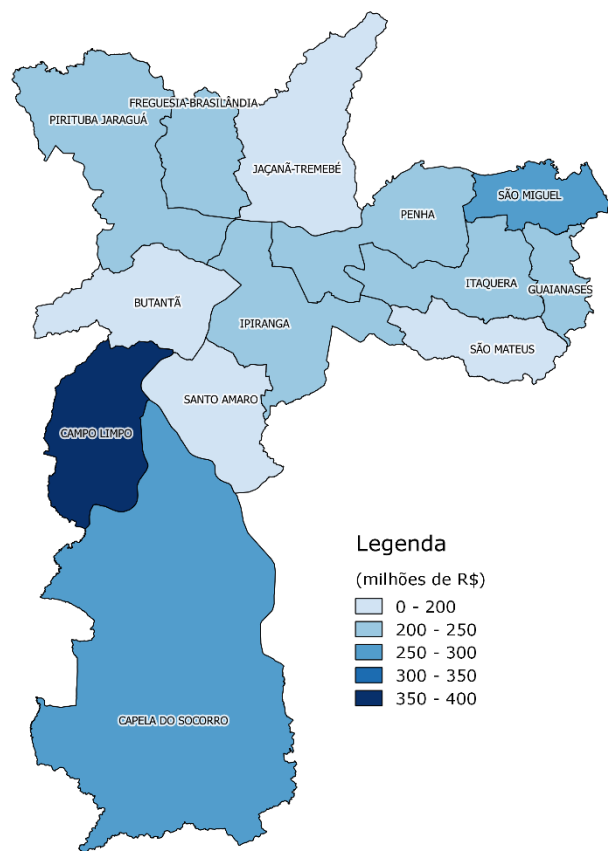 FREGUESIA-BRASILÂNDIA
PIRITUBA JARAGUÁ
JAÇANÃ-TREMEBÉ
SÃO MIGUEL
PENHA
ITAQUERA
GUAIANASES
BUTANTÃ
IPIRANGA
SÃO MATEUS
SANTO AMARO
CAMPO LIMPO
CAPELA DO SOCORRO
Legenda
(milhões de R$)
0 - 200
200 - 250
250 - 300
300 - 350
350 - 400